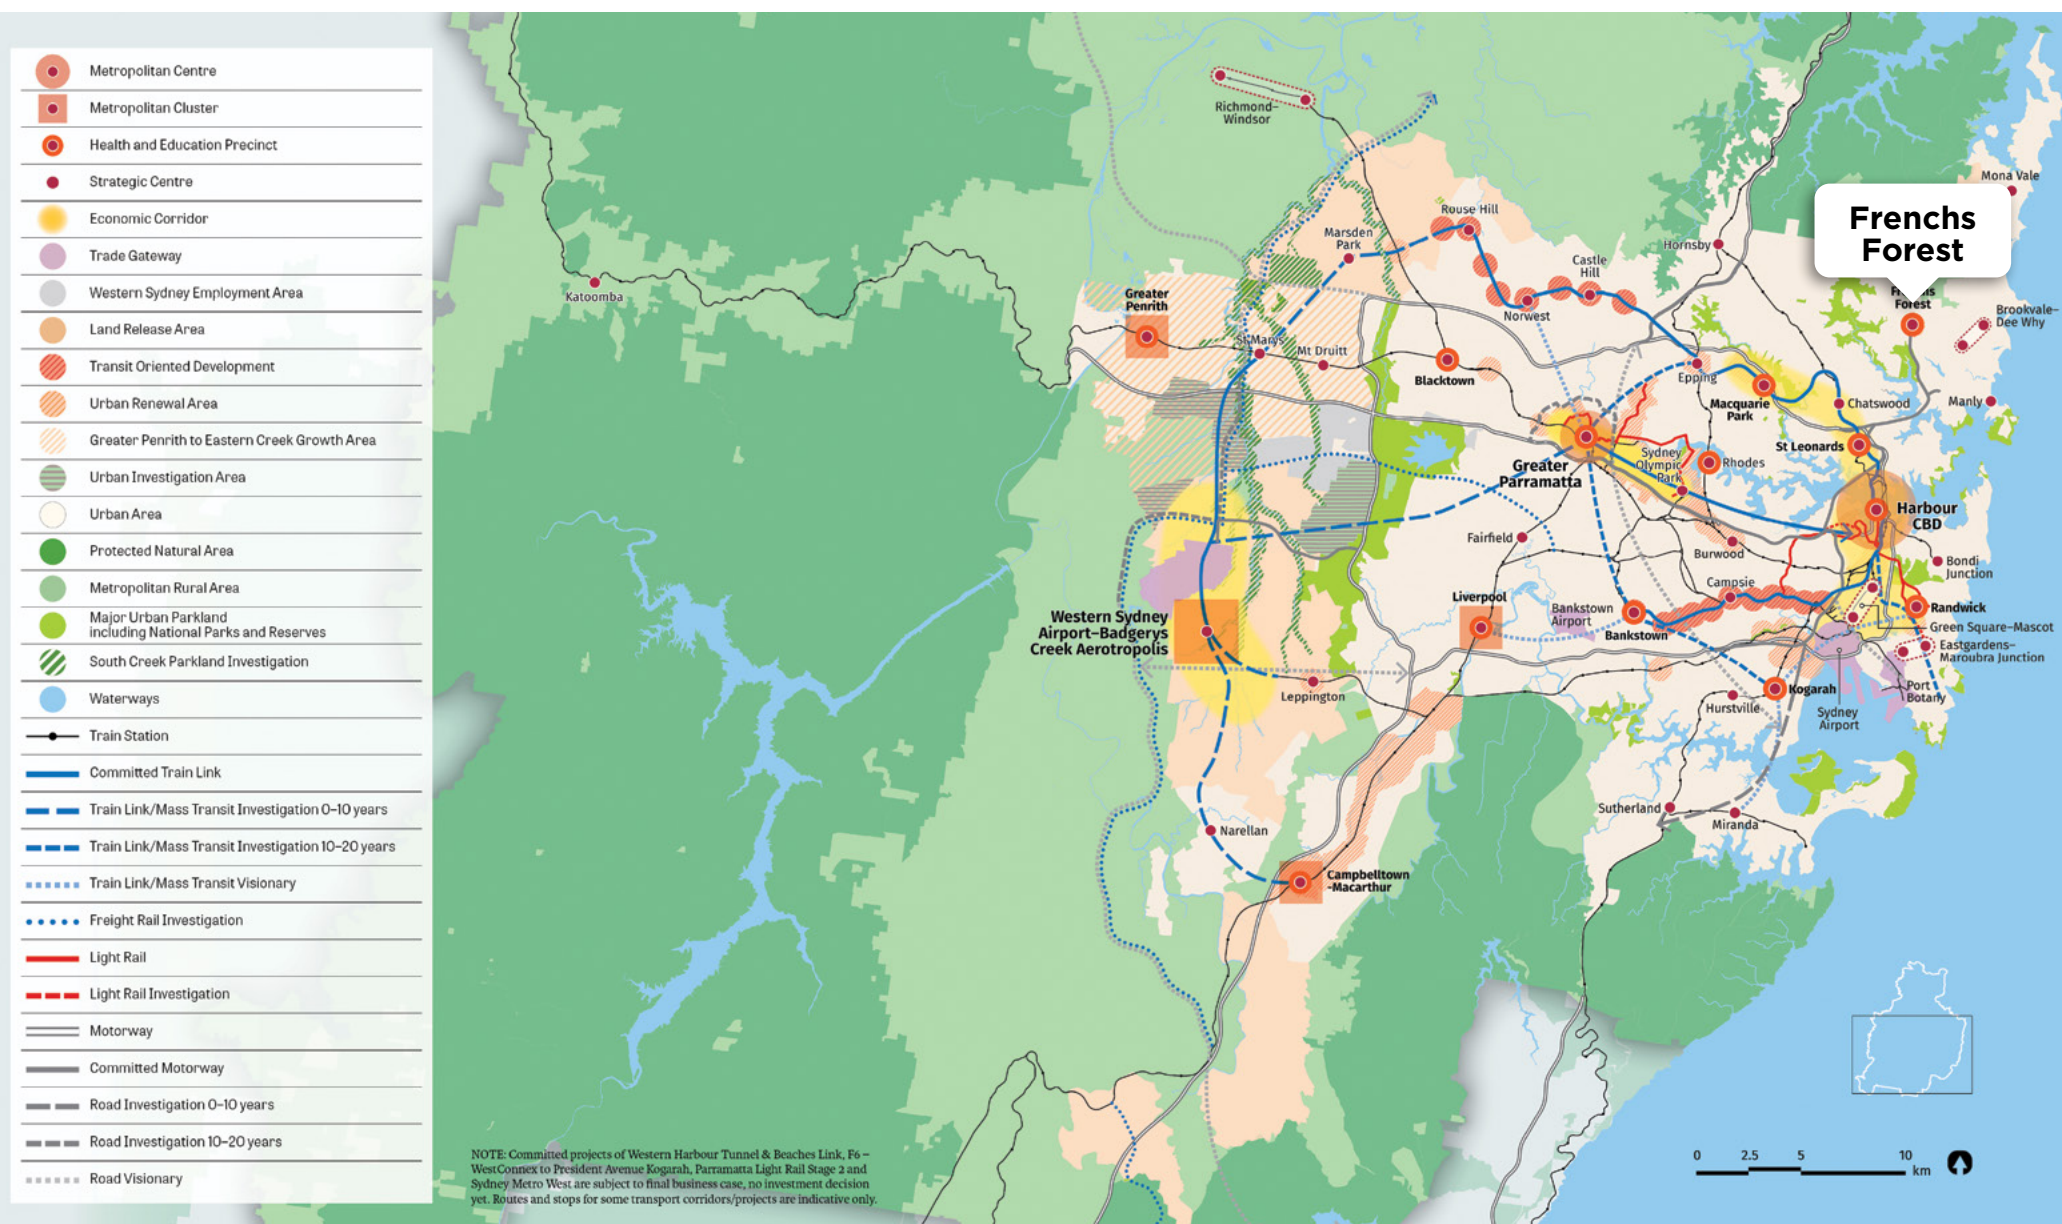 Metropolitan Centre
Metropolitan Cluster
Health and Education Precinct
Strategic Centre
Economic Corridor
Trade Gateway
Western Sydney Employment Area
Land Release Area
Transit Oriented Development
Urban Renewal Area
Greater Penrith to Eastern Creek Growth Area
Urban Investigation Area
Urban Area
Protected Natural Area
Metropolitan Rural Area
Major Urban Parkland
including National Parks and Reserves
South Creek Parkland Investigation
Waterways
Train Station
Committed Train Link
Train Link/Mass Transit Investigation 0–10 years
Train Link/Mass Transit Investigation 10–20 years
Train Link/Mass Transit Visionary
Freight Rail Investigation
Light Rail
Light Rail Investigation
Motorway
Committed Motorway
Road Investigation 0–10 years
Road Investigation 10–20 years
Road Visionary
Richmond–
Windsor
Mona Vale
Frenchs
Forest
Rouse Hill
Marsden
Park
Hornsby
Castle
Hill
Katoomba
Greater
Penrith
Norwest
Forest
Brookvale–
Dee Why
St Marys
Mt Druitt
Blacktown
Epping
Macquarie
Park
Chatswood
Manly
St Leonards
Greater
Parramatta
Sydney
Olympic
Park
Rhodes
Harbour
CBD
Fairfield
Burwood
Bondi
Junction
Campsie
Liverpool
Bankstown
Airport
Bankstown
Randwick
Green Square–Mascot
Eastgardens–
Maroubra Junction
Western Sydney
Airport–Badgerys
Creek Aerotropolis
Leppington
Kogarah
Hurstville
Port
Botany
Sydney
Airport
Sutherland
Miranda
Narellan
Campbelltown
-Macarthur
NOTE: Committed projects of Western Harbour Tunnel & Beaches Link, F6 –
WestConnex to President Avenue Kogarah, Parramatta Light Rail Stage 2 and
Sydney Metro West are subject to final business case, no investment decision
yet. Routes and stops for some transport corridors/projects are indicative only.
0 2.5 5 10
km